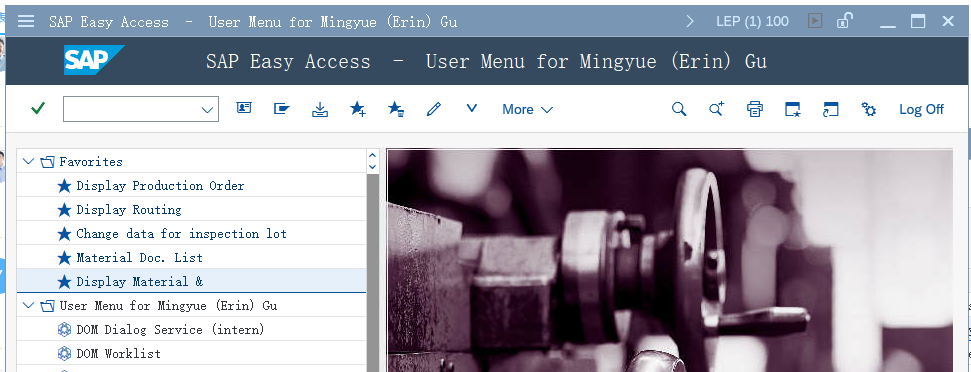 SAP Easy Access - User Menu for Mingyue (Erin) Gu
LEP (1) 100
SAP
SAP Easy Access - User Menu for Mingyue (Erin) Gu
More
Log Off
Favorites
Display Production Order
Display Routing
Change data for inspection lot
Material Doc. List
Display Material &
User Menu for Mingyue (Erin) Gu
DOM Dialog Service (intern)
DOM Worklist